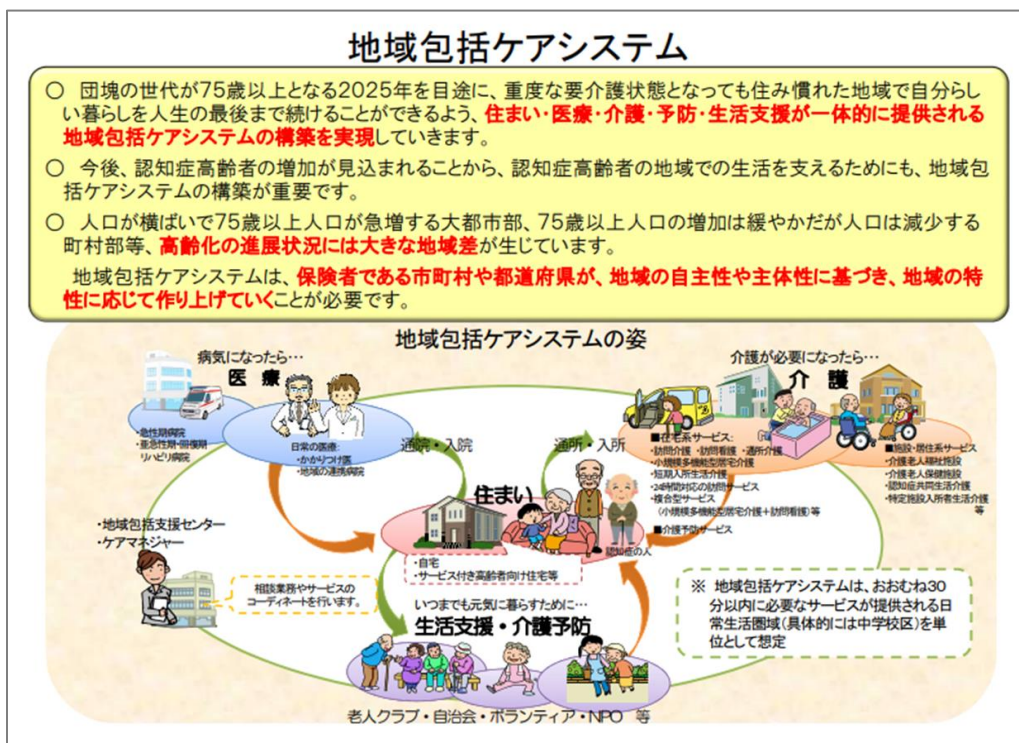 地域包括ケアシステム
○ 団塊の世代が75歳以上となる2025年を目途に、重度な要介護状態となっても住み慣れた地域で自分らし
い暮らしを人生の最後まで続けることができるよう、住まい・医療・介護・予防・生活支援が一体的に提供される
地域包括ケアシステムの構築を実現していきます。
○ 今後、認知症高齢者の増加が見込まれることから、認知症高齢者の地域での生活を支えるためにも、地域包
括ケアシステムの構築が重要です。
○ 人口が横ばいで75歳以上人口が急増する大都市部、75歳以上人口の増加は緩やかだが人口は減少する
町村部等、高齢化の進展状況には大きな地域差が生じています。
地域包括ケアシステムは、保険者である市町村や都道府県が、地域の自主性や主体性に基づき、地域の特
性に応じて作り上げていくことが必要です。
地域包括ケアシステムの姿
病気になったら…
医 療
・急性期病院
・亜急性期・回復期
リハビリ病院
日常の医療:
・かかりつけ医
・地域の連携病院
通院・入院
通所・入所
介護が必要になったら…
介 護
■在宅系サービス:
・訪問介護 ・訪問看護 ・通所介護
・小規模多機能型居宅介護
・短期入所生活介護
・24時間対応の訪問サービス
・複合型サービス
(小規模多機能型居宅介護+訪問看護)等
■介護予防サービス
■施設・居住系サービス
・介護老人福祉施設
・介護老人保健施設
・認知症共同生活介護
・特定施設入所者生活介護
等
住まい
認知症の人
・自宅
・サービス付き高齢者向け住宅等
・地域包括支援センター
・ケアマネジャー
相談業務やサービスの
コーディネートを行います。
いつまでも元気に暮らすために…
生活支援・介護予防
老人クラブ・自治会・ボランティア・NPO 等
※ 地域包括ケアシステムは、おおむね30
分以内に必要なサービスが提供される日
常生活圏域(具体的には中学校区)を単
位として想定